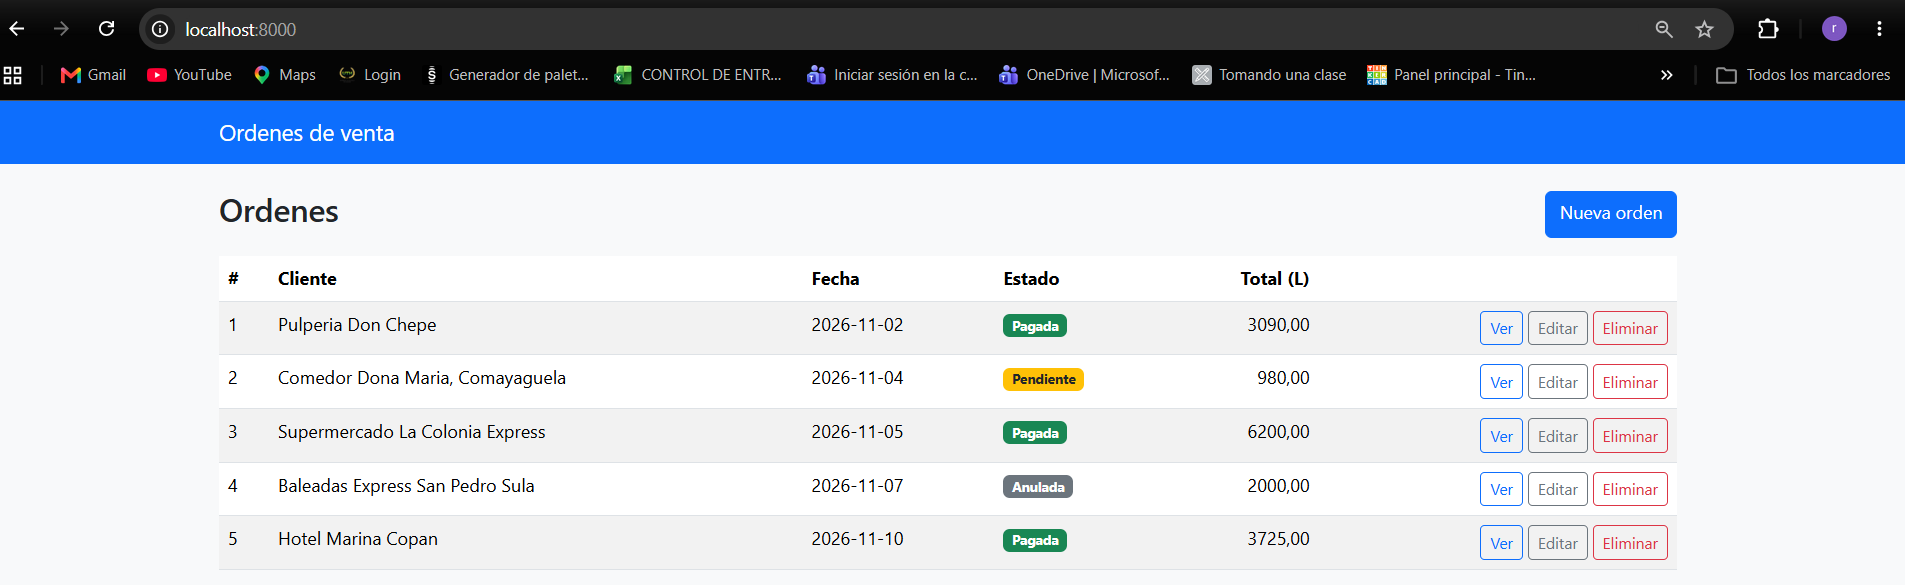 localhost:8000
Gmail YouTube Maps Login Generador de palet... CONTROL DE ENTR... Iniciar sesión en la c... OneDrive | Microsof... Tomando una clase Panel principal - Tin... » Todos los marcadores
Ordenes de venta
Ordenes Nueva orden
# Cliente Fecha Estado Total (L)
1 Pulperia Don Chepe 2026-11-02 Pagada 3090,00 Ver Editar Eliminar
2 Comedor Dona Maria, Comayaguela 2026-11-04 Pendiente 980,00 Ver Editar Eliminar
3 Supermercado La Colonia Express 2026-11-05 Pagada 6200,00 Ver Editar Eliminar
4 Baleadas Express San Pedro Sula 2026-11-07 Anulada 2000,00 Ver Editar Eliminar
5 Hotel Marina Copan 2026-11-10 Pagada 3725,00 Ver Editar Eliminar